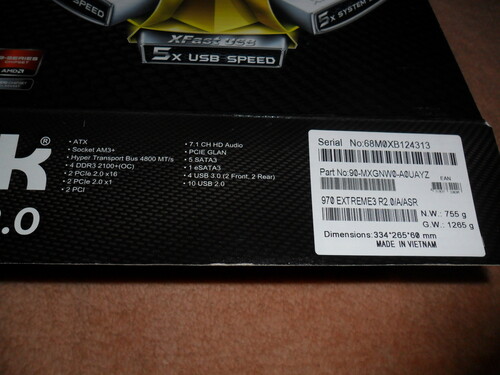 XFast USB
5X USB SPEED
5X SYSTEM
AMD
k®
2.0
• ATX
• Socket AM3+
• Hyper Transport Bus 4800 MT/s
• 4 DDR3 2100+(OC)
• 2 PCIe 2.0 x16
• 2 PCIe 2.0 x1
• 2 PCI
• 7.1 CH HD Audio
• PCIE GLAN
• 5 SATA3
• 1 eSATA3
• 4 USB 3.0 (2 Front, 2 Rear)
• 10 USB 2.0
Serial No:68M0XB124313
Part No:90-MXGNW0-A0UAYZ
EAN
970 EXTREME3 R2.0/A/ASR
N.W.: 755 g
G.W.: 1265 g
Dimensions:334*265*60 mm
MADE IN VIETNAM